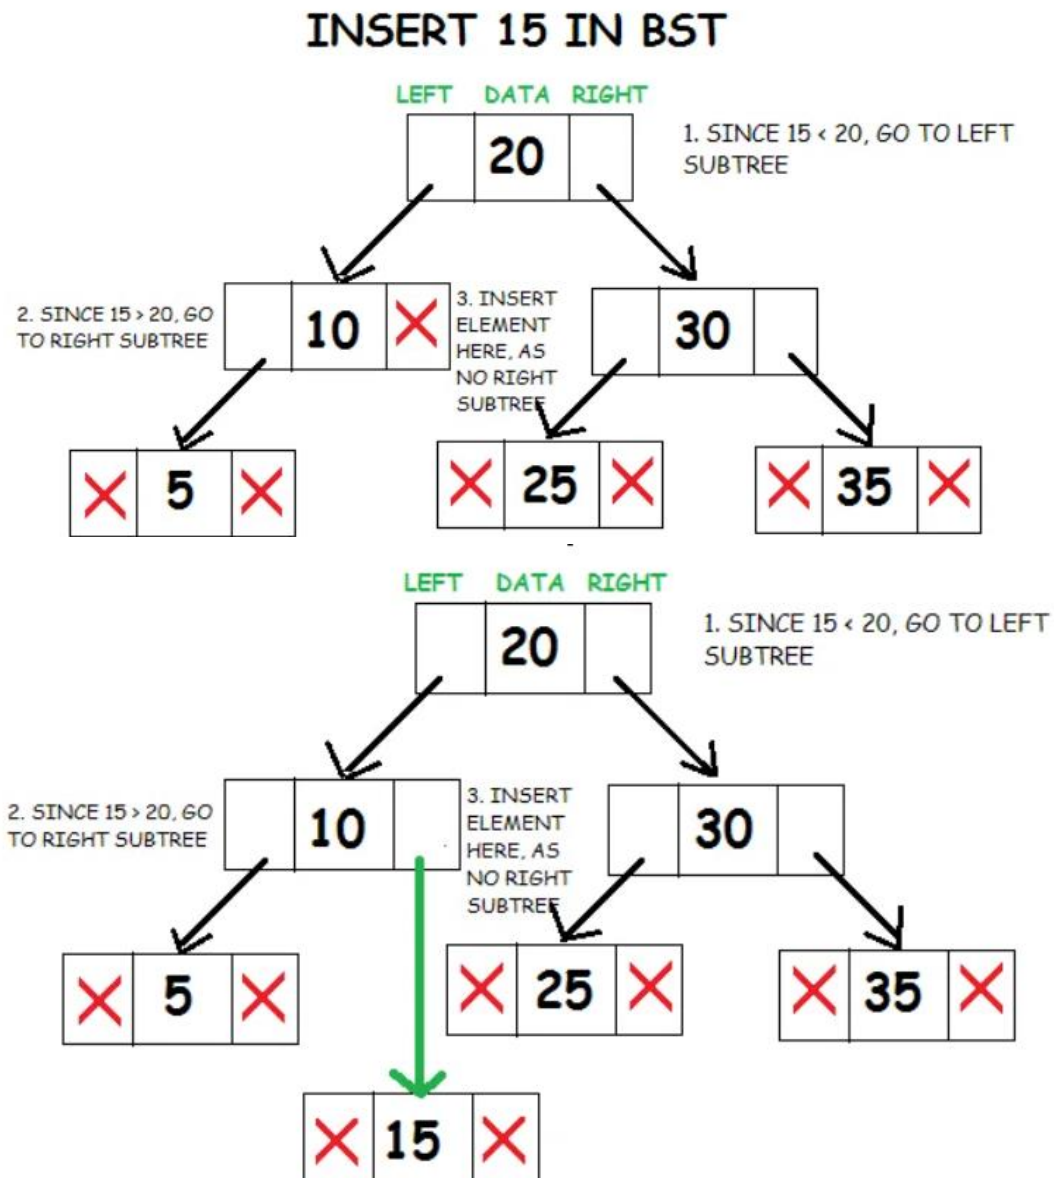 INSERT 15 IN BST
LEFT DATA RIGHT
20
1. SINCE 15 < 20, GO TO LEFT
SUBTREE
2. SINCE 15 > 20, GO
TO RIGHT SUBTREE
10
3. INSERT
ELEMENT
HERE, AS
NO RIGHT
SUBTREE
30
5
25
35
LEFT DATA RIGHT
20
1. SINCE 15 < 20, GO TO LEFT
SUBTREE
2. SINCE 15 > 20, GO
TO RIGHT SUBTREE
10
3. INSERT
ELEMENT
HERE, AS
NO RIGHT
SUBTREE
30
5
25
35
15